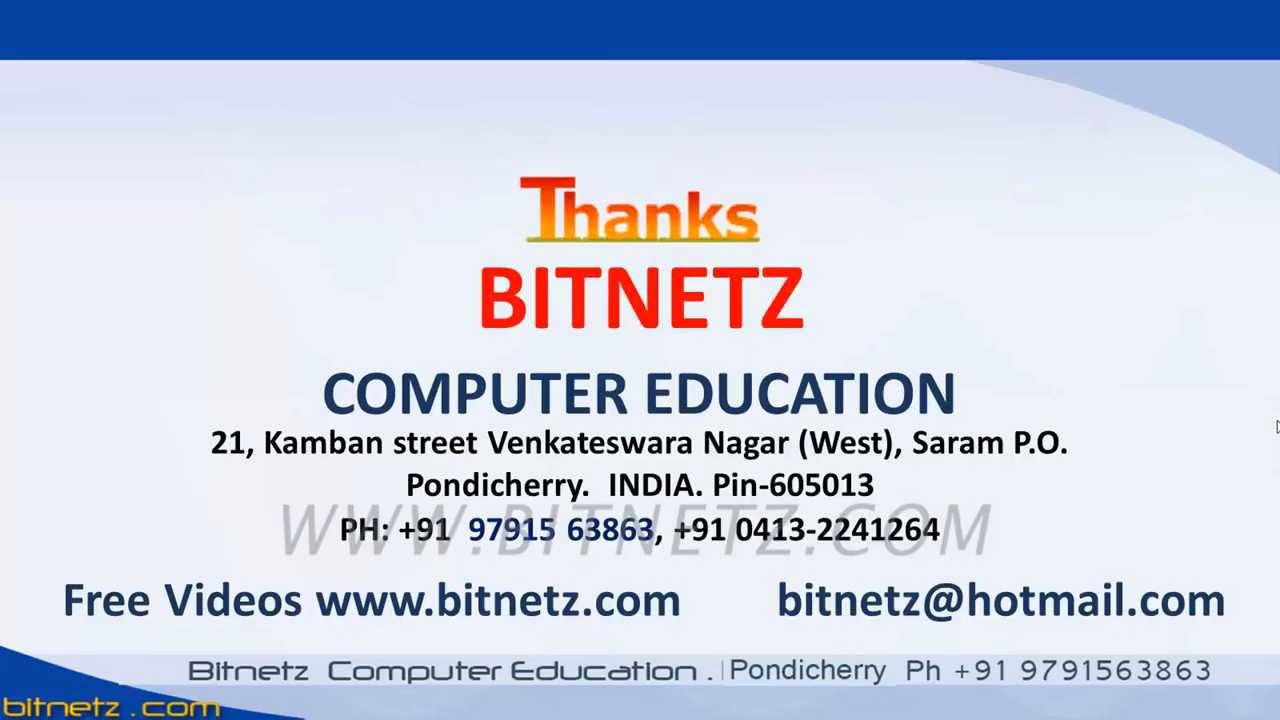 Thanks
BITNETZ
COMPUTER EDUCATION
21, Kamban street Venkateswara Nagar (West), Saram P.O.
Pondicherry. INDIA. Pin-605013
WWW.BITNETZ.COM
PH: +91 97915 63863, +91 0413-2241264
Free Videos www.bitnetz.com bitnetz@hotmail.com
Bitnetz Computer Education . Pondicherry Ph +91 9791563863
bitnetz .com